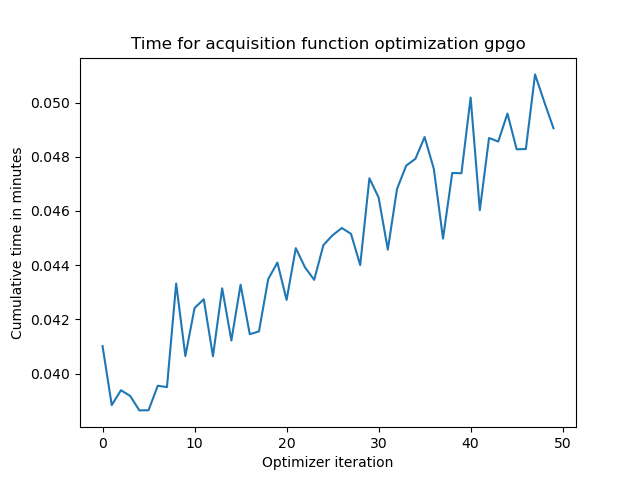 Time for acquisition function optimization gpgo
Cumulative time in minutes
0.050
0.048
0.046
0.044
0.042
0.040
0 10 20 30 40 50
Optimizer iteration